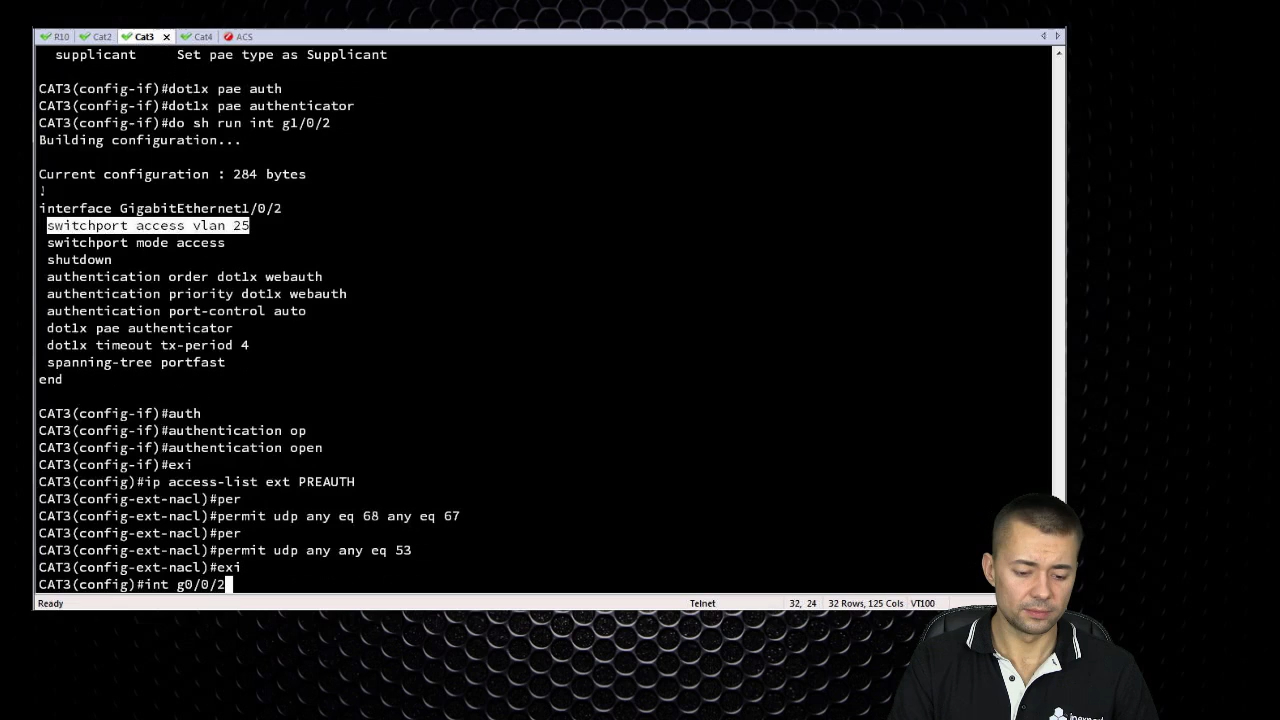 R10 Cat2 Cat3 Cat4 ACS
supplicant Set pae type as Supplicant
CAT3(config-if)#dot1x pae auth
CAT3(config-if)#dot1x pae authenticator
CAT3(config-if)#do sh run int g1/0/2
Building configuration...
Current configuration : 284 bytes
!
interface GigabitEthernet1/0/2
switchport access vlan 25
switchport mode access
shutdown
authentication order dot1x webauth
authentication priority dot1x webauth
authentication port-control auto
dot1x pae authenticator
dot1x timeout tx-period 4
spanning-tree portfast
end
CAT3(config-if)#auth
CAT3(config-if)#authentication op
CAT3(config-if)#authentication open
CAT3(config-if)#exi
CAT3(config)#ip access-list ext PREAUTH
CAT3(config-ext-nacl)#per
CAT3(config-ext-nacl)#permit udp any eq 68 any eq 67
CAT3(config-ext-nacl)#per
CAT3(config-ext-nacl)#permit udp any any eq 53
CAT3(config-ext-nacl)#exi
CAT3(config)#int g0/0/2
Ready Telnet 32, 24 32 Rows, 125 Cols VT100